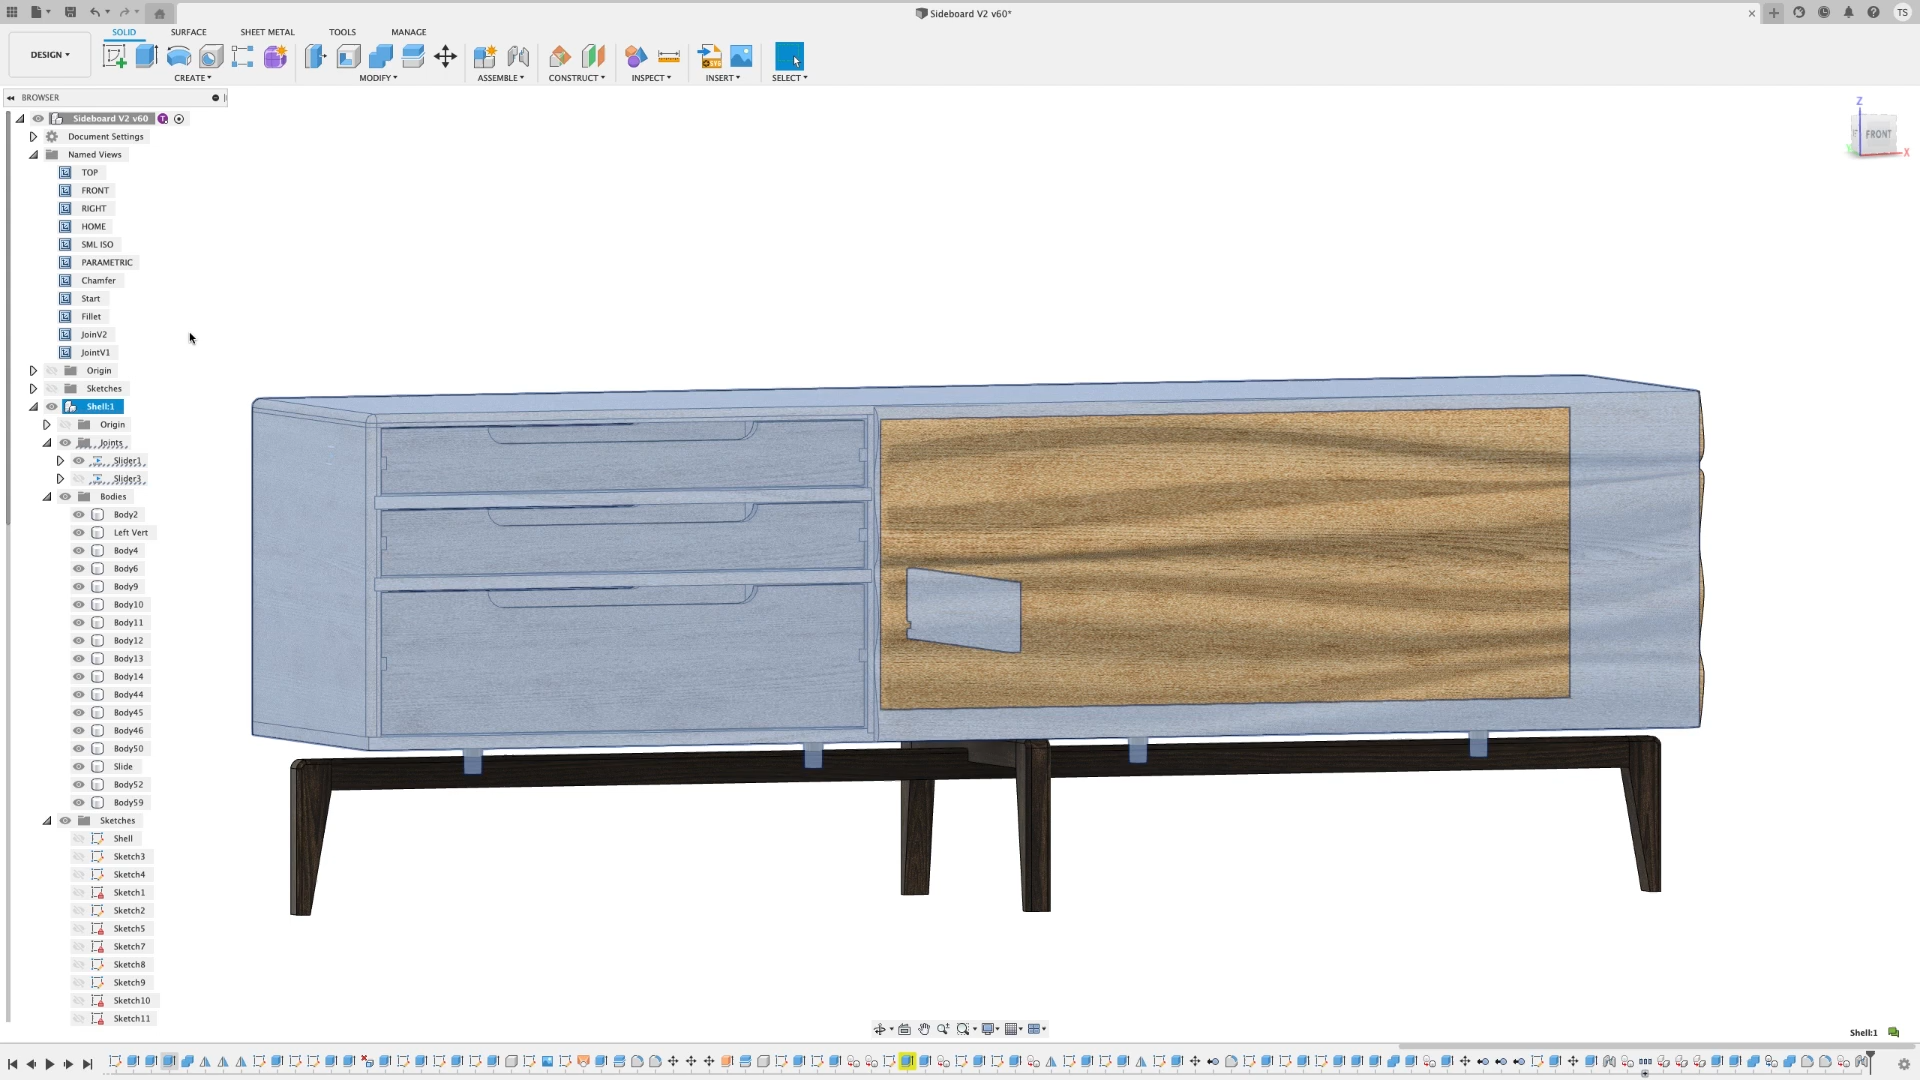 Sideboard V2 v60*
TS
DESIGN
SOLID
SURFACE
SHEET METAL
TOOLS
MANAGE
CREATE
MODIFY
ASSEMBLE
CONSTRUCT
INSPECT
INSERT
SELECT
BROWSER
Sideboard V2 v60
Document Settings
Named Views
TOP
FRONT
RIGHT
HOME
SML ISO
PARAMETRIC
Chamfer
Start
Fillet
JoinV2
JointV1
Origin
Sketches
Shell:1
Origin
Joints
Slider1
Slider3
Bodies
Body2
Left Vert
Body4
Body6
Body9
Body10
Body11
Body12
Body13
Body14
Body44
Body45
Body46
Body50
Slide
Body52
Body59
Sketches
Shell
Sketch3
Sketch4
Sketch1
Sketch2
Sketch5
Sketch7
Sketch8
Sketch9
Sketch10
Sketch11
Z
FRONT
X
Shell:1